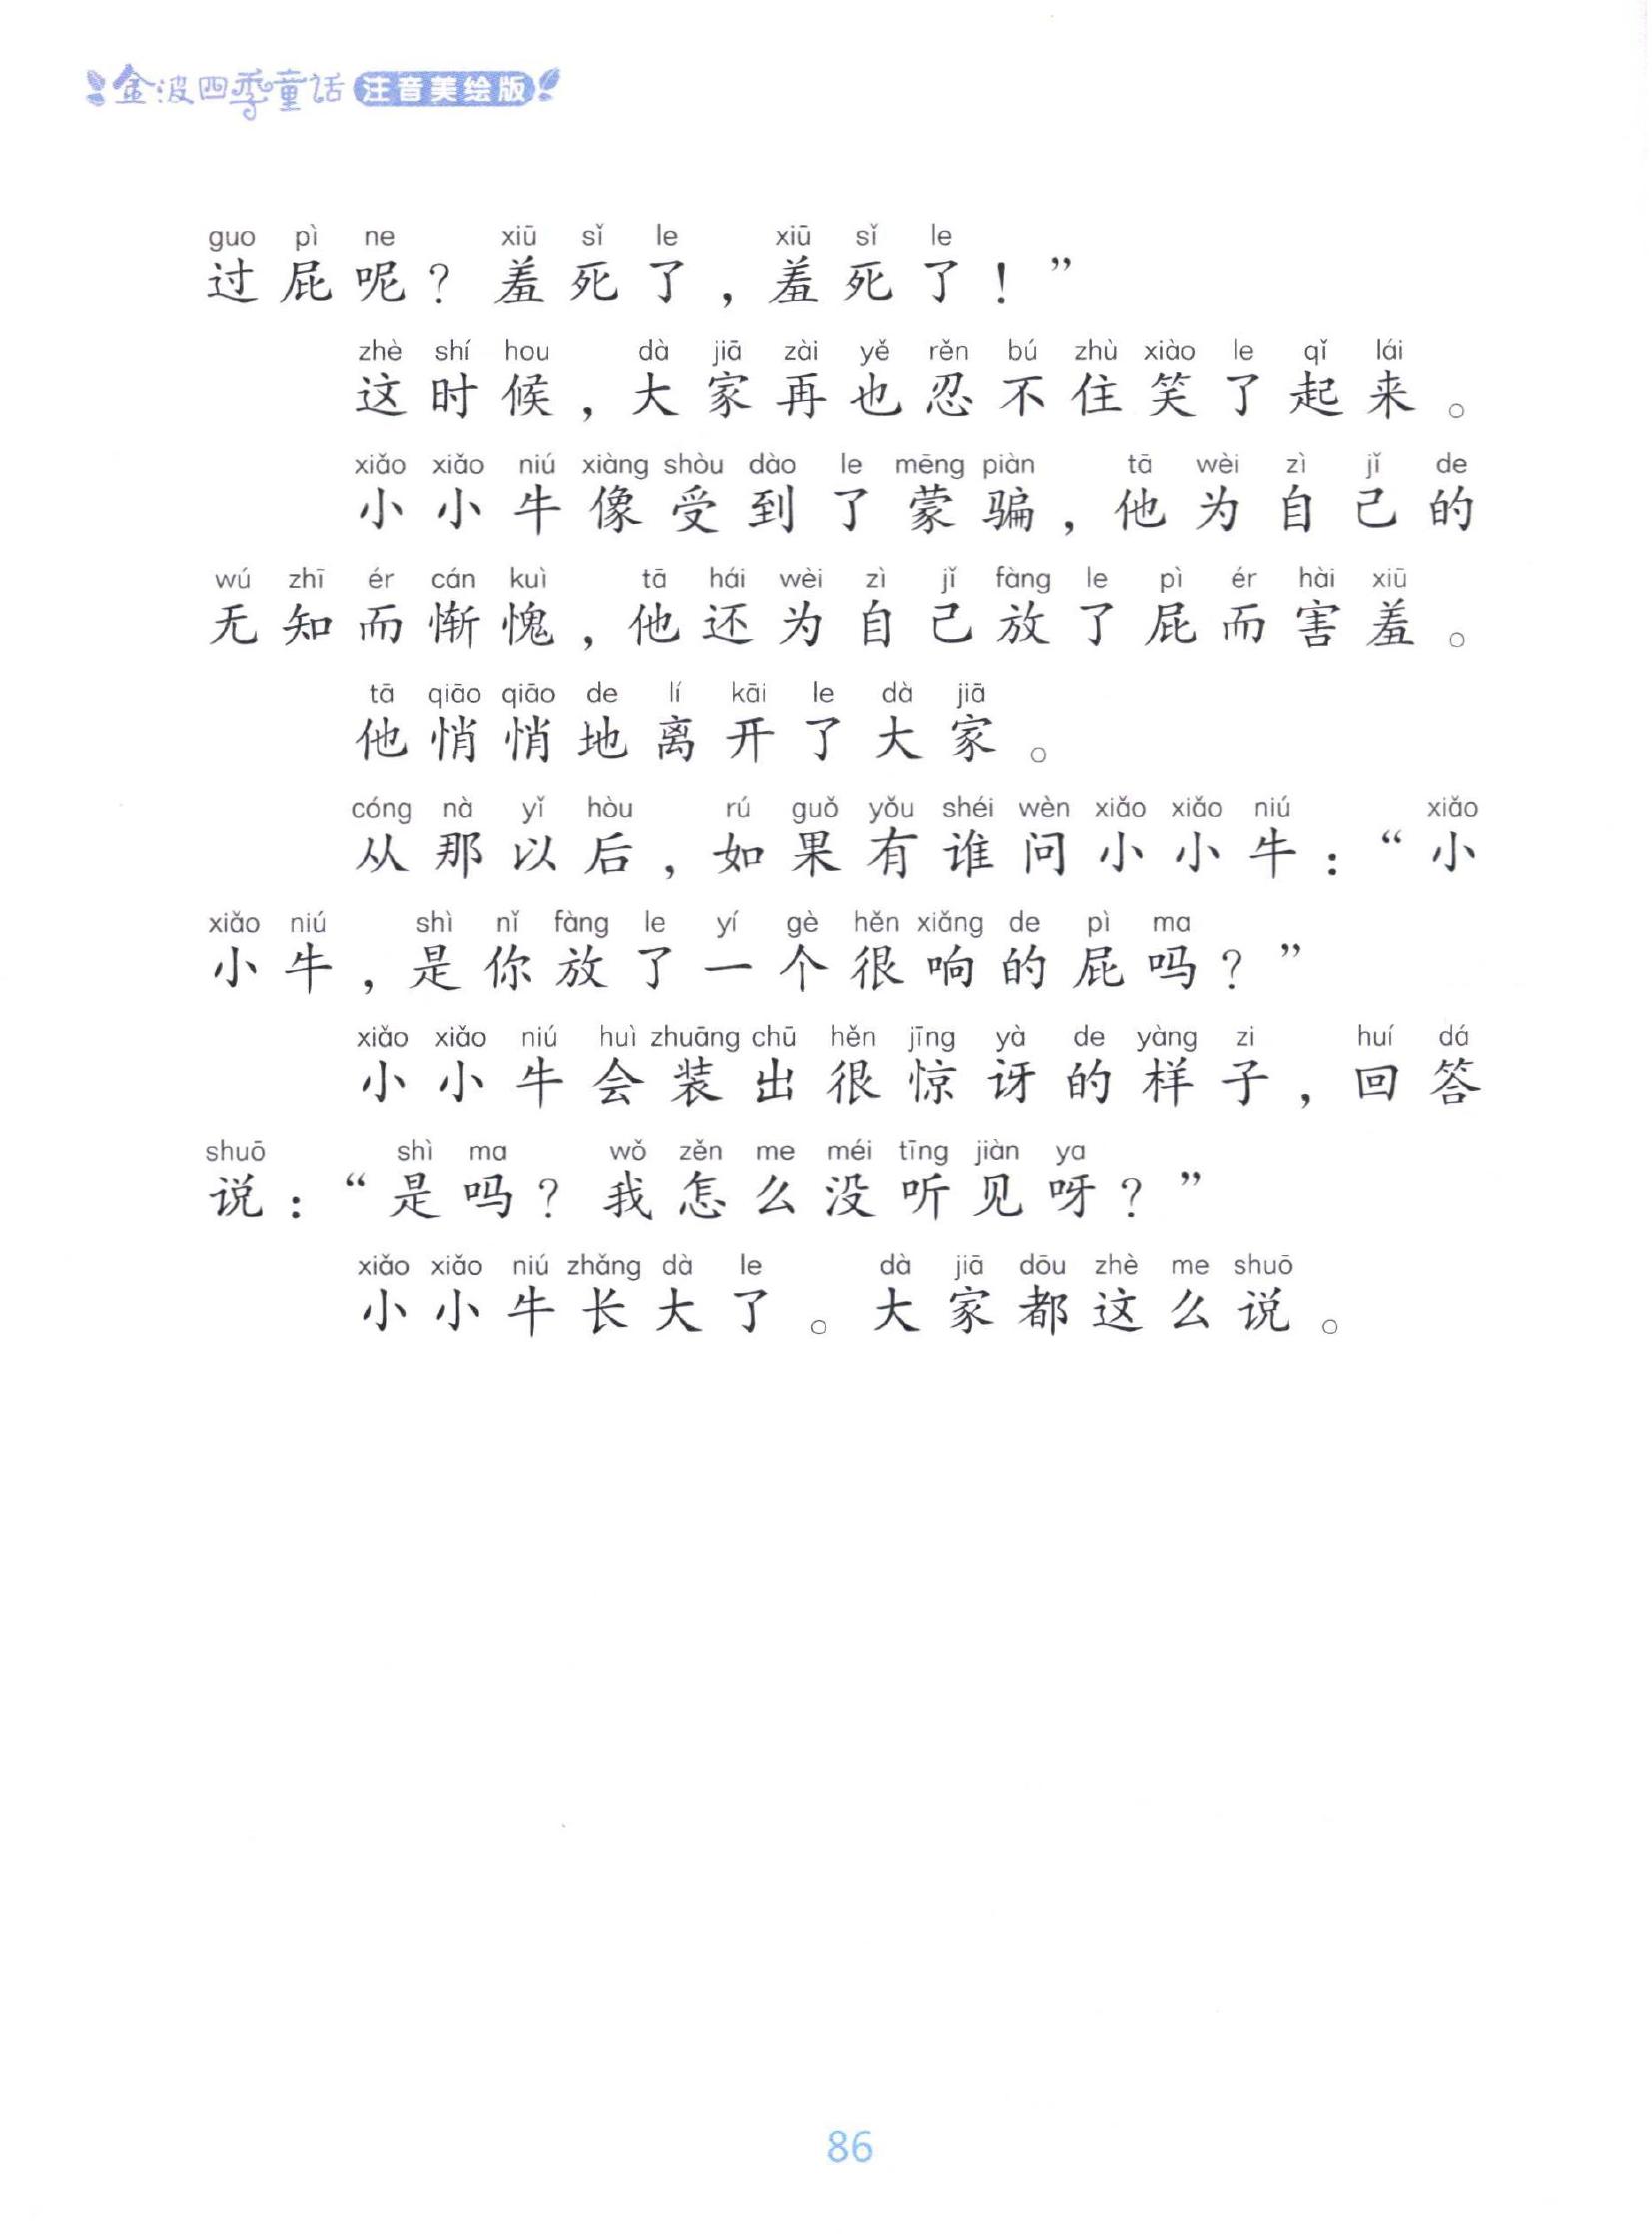 金波四季童话 注音美绘版
guo pì ne xiū sǐ le xiū sǐ le
过屁呢？羞死了，羞死了！”
zhè shí hou dà jiā zài yě rěn bú zhù xiào le qǐ lái
这时候，大家再也忍不住笑了起来。
xiǎo xiǎo niú xiàng shòu dào le mēng piàn tā wèi zì jǐ de
小小牛像受到了蒙骗，他为自己的
wú zhī ér cán kuì tā hái wèi zì jǐ fàng le pì ér hài xiū
无知而惭愧，他还为自己放了屁而害羞。
tā qiāo qiāo de lí kāi le dà jiā
他悄悄地离开了大家。
cóng nà yǐ hòu rú guǒ yǒu shéi wèn xiǎo xiǎo niú xiǎo
从那以后，如果有谁问小小牛：“小
xiǎo niú shì nǐ fàng le yí gè hěn xiǎng de pì ma
小牛，是你放了一个很响的屁吗？”
xiǎo xiǎo niú huì zhuāng chū hěn jīng yà de yàng zi huí dá
小小牛会装出很惊讶的样子，回答
shuō shì ma wǒ zěn me méi tīng jiàn ya
说：“是吗？我怎么没听见呀？”
xiǎo xiǎo niú zhǎng dà le dà jiā dōu zhè me shuō
小小牛长大了。大家都这么说。
86